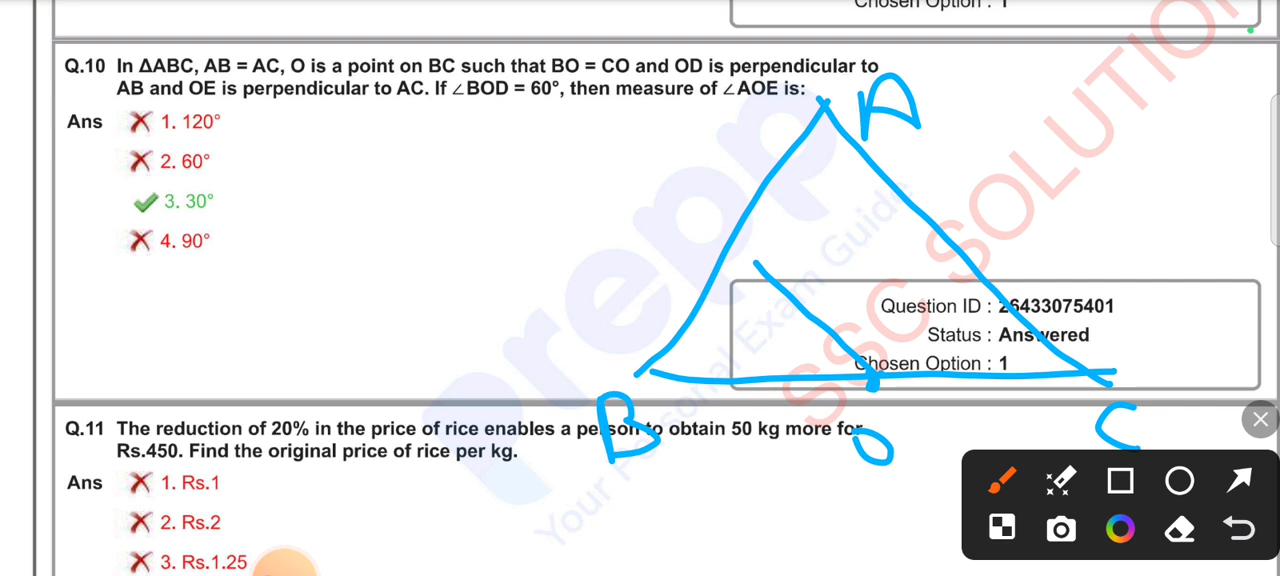 Chosen Option : 1
Q.10 In ΔABC, AB = AC, O is a point on BC such that BO = CO and OD is perpendicular to
AB and OE is perpendicular to AC. If ∠BOD = 60°, then measure of ∠AOE is:
Ans 1. 120°
2. 60°
3. 30°
4. 90°
A
Question ID : 26433075401
Status : Answered
Chosen Option : 1
B
O
C
Q.11 The reduction of 20% in the price of rice enables a person to obtain 50 kg more for
Rs.450. Find the original price of rice per kg.
Ans 1. Rs.1
2. Rs.2
3. Rs.1.25
prepp
Your Personal Exam Guide
SSC SOLUTION